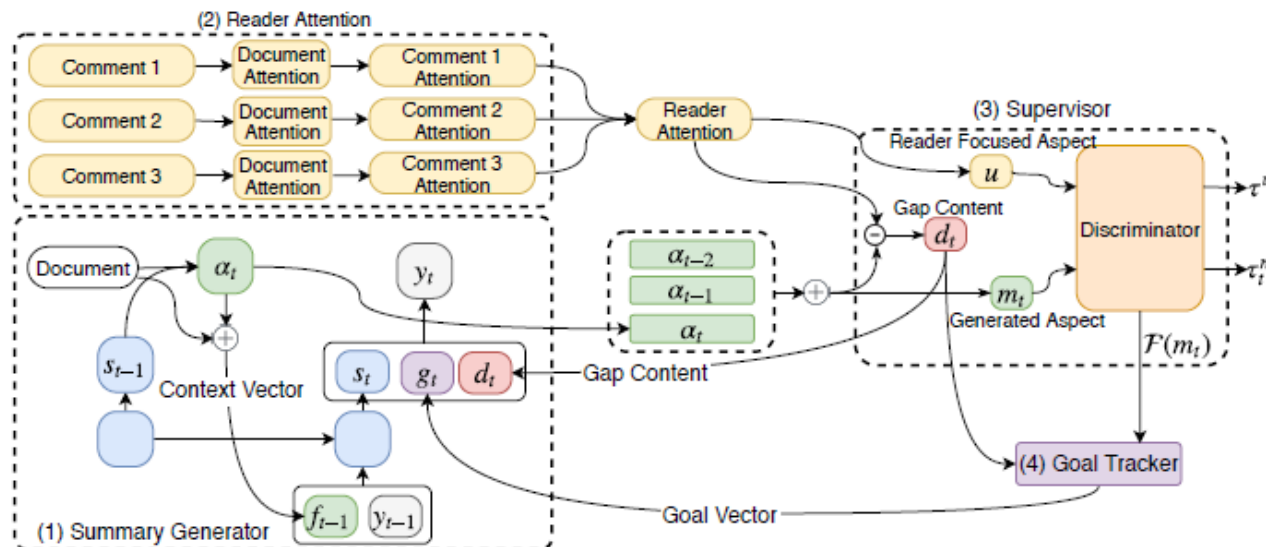 (2) Reader Attention
Comment 1
Document
Attention
Comment 1
Attention
Comment 2
Document
Attention
Comment 2
Attention
Comment 3
Document
Attention
Comment 3
Attention
Reader
Attention
(3) Supervisor
Reader Focused Aspect
u
Gap Content
d_t
Discriminator
m_t
Generated Aspect
F(m_t)
(4) Goal Tracker
α_{t−2}
α_{t−1}
α_t
+
−
Document
α_t
y_t
+
s_{t−1}
Context Vector
s_t
g_t
d_t
Gap Content
f_{t−1}
y_{t−1}
(1) Summary Generator
Goal Vector